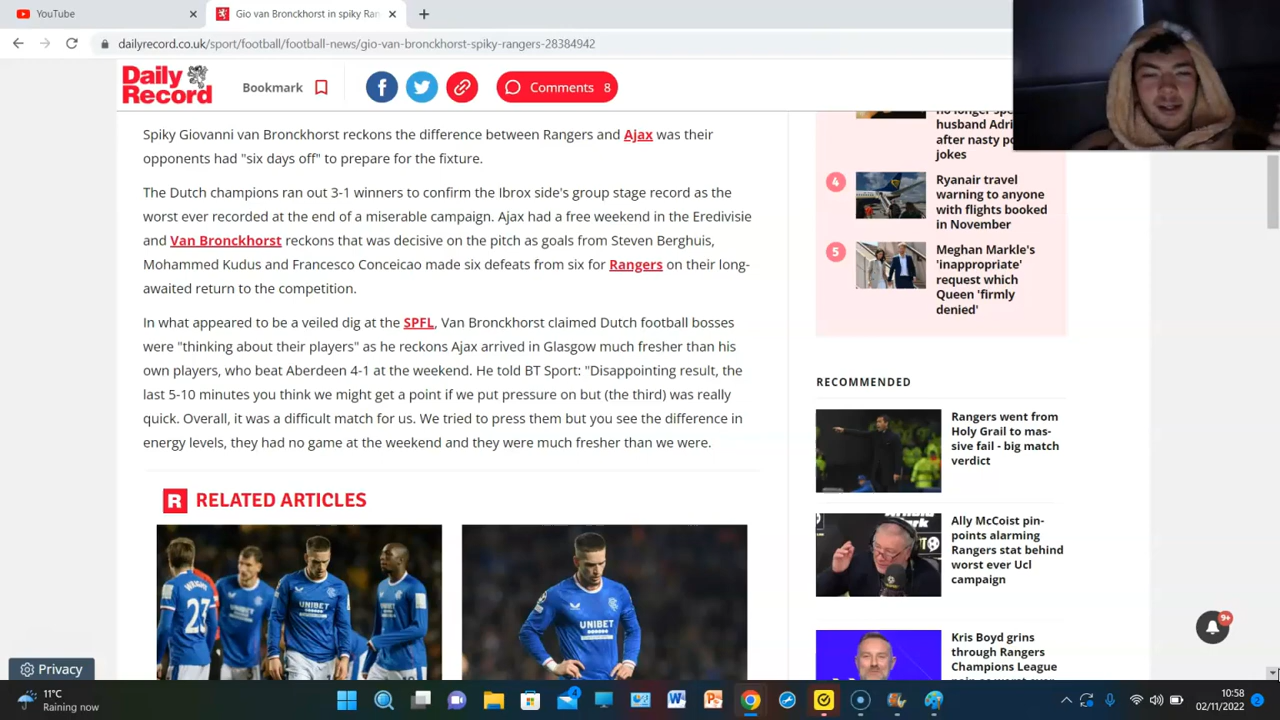 YouTube
Gio van Bronckhorst in spiky Ran
dailyrecord.co.uk/sport/football/football-news/gio-van-bronckhorst-spiky-rangers-28384942
Daily
Record
Bookmark
Comments 8
Spiky Giovanni van Bronckhorst reckons the difference between Rangers and Ajax was their
opponents had "six days off" to prepare for the fixture.
The Dutch champions ran out 3-1 winners to confirm the Ibrox side's group stage record as the
worst ever recorded at the end of a miserable campaign. Ajax had a free weekend in the Eredivisie
and Van Bronckhorst reckons that was decisive on the pitch as goals from Steven Berghuis,
Mohammed Kudus and Francesco Conceicao made six defeats from six for Rangers on their long-
awaited return to the competition.
In what appeared to be a veiled dig at the SPFL, Van Bronckhorst claimed Dutch football bosses
were "thinking about their players" as he reckons Ajax arrived in Glasgow much fresher than his
own players, who beat Aberdeen 4-1 at the weekend. He told BT Sport: "Disappointing result, the
last 5-10 minutes you think we might get a point if we put pressure on but (the third) was really
quick. Overall, it was a difficult match for us. We tried to press them but you see the difference in
energy levels, they had no game at the weekend and they were much fresher than we were.
R RELATED ARTICLES
23
UNIBET
UNIBET
husband Adri
after nasty
jokes
4
Ryanair travel
warning to anyone
with flights booked
in November
5
Meghan Markle's
'inappropriate'
request which
Queen 'firmly
denied'
RECOMMENDED
Rangers went from
Holy Grail to mas-
sive fail - big match
verdict
Ally McCoist pin-
points alarming
Rangers stat behind
worst ever Ucl
campaign
Kris Boyd grins
through Rangers
Champions League
9+
Privacy
11°C
Raining now
10:58
02/11/2022